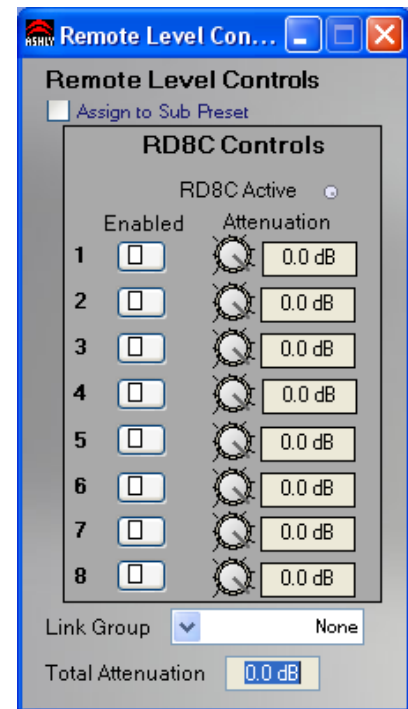 ASHLY Remote Level Con...
Remote Level Controls
Assign to Sub Preset
RD8C Controls
RD8C Active
Enabled Attenuation
1 0.0 dB
2 0.0 dB
3 0.0 dB
4 0.0 dB
5 0.0 dB
6 0.0 dB
7 0.0 dB
8 0.0 dB
Link Group None
Total Attenuation 0.0 dB